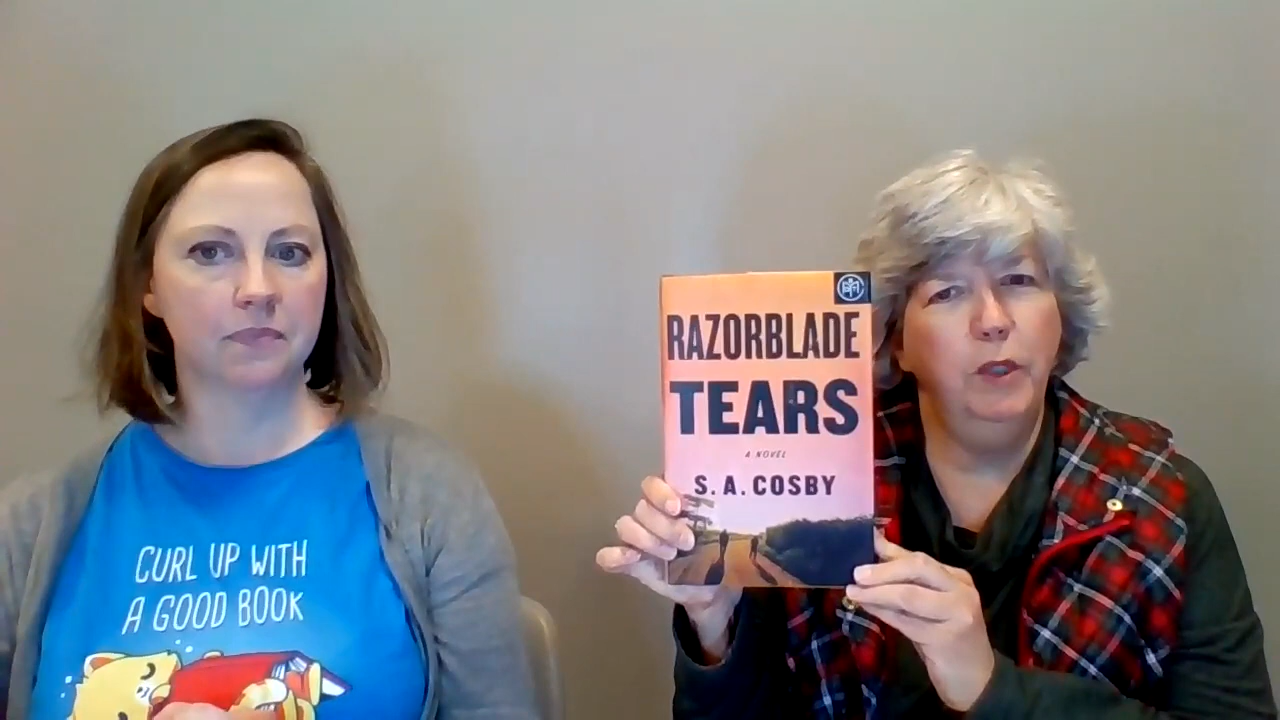 CURL UP WITH
A GOOD BOOK
RAZORBLADE
TEARS
A NOVEL
S. A. COSBY